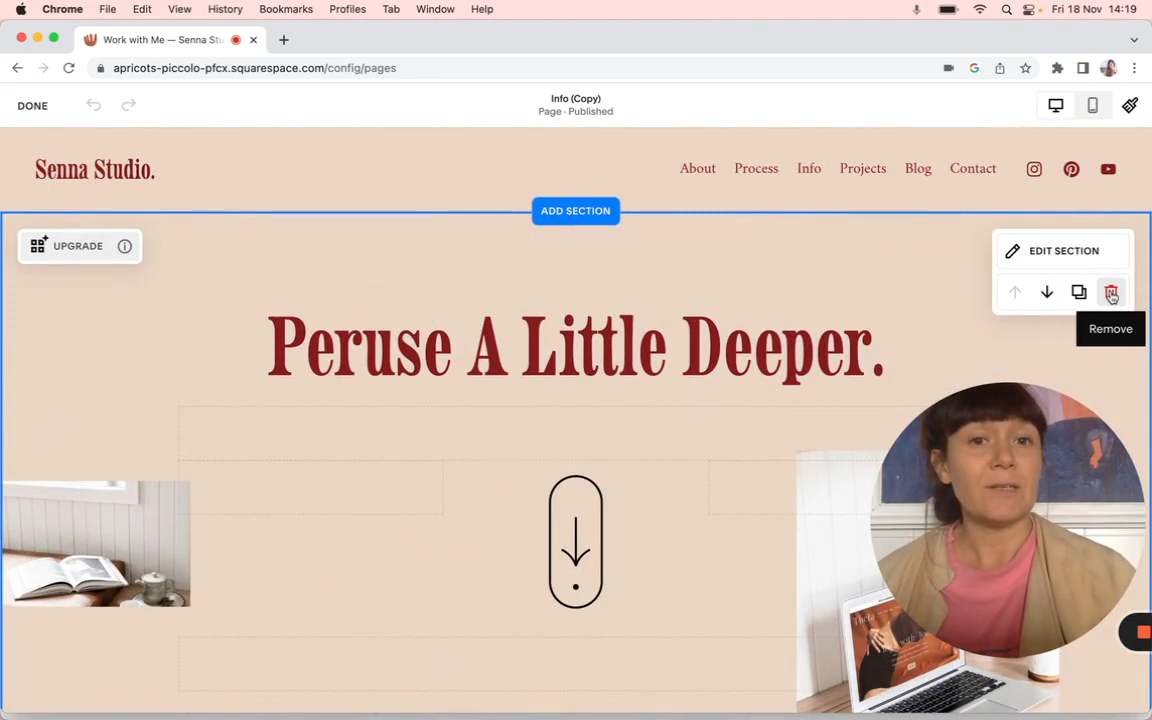 Chrome File Edit View History Bookmarks Profiles Tab Window Help Fri 18 Nov 14:19
Work with Me — Senna Stu
apricots-piccolo-pfcx.squarespace.com/config/pages
DONE
Info (Copy)
Page · Published
Senna Studio.
About Process Info Projects Blog Contact
ADD SECTION
UPGRADE
EDIT SECTION
Remove
Peruse A Little Deeper.